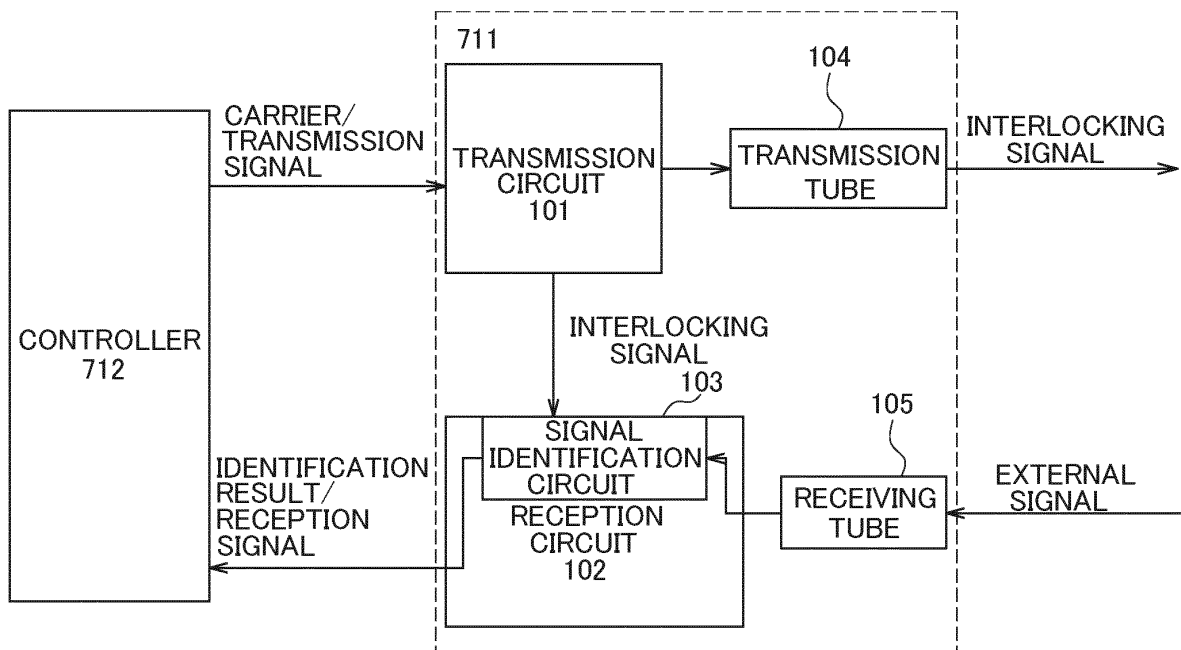 711
104
CARRIER/
TRANSMISSION
SIGNAL
TRANSMISSION
CIRCUIT
101
TRANSMISSION
TUBE
INTERLOCKING
SIGNAL
CONTROLLER
712
INTERLOCKING
SIGNAL
103
105
SIGNAL
IDENTIFICATION
CIRCUIT
RECEPTION
CIRCUIT
102
IDENTIFICATION
RESULT/
RECEPTION
SIGNAL
RECEIVING
TUBE
EXTERNAL
SIGNAL